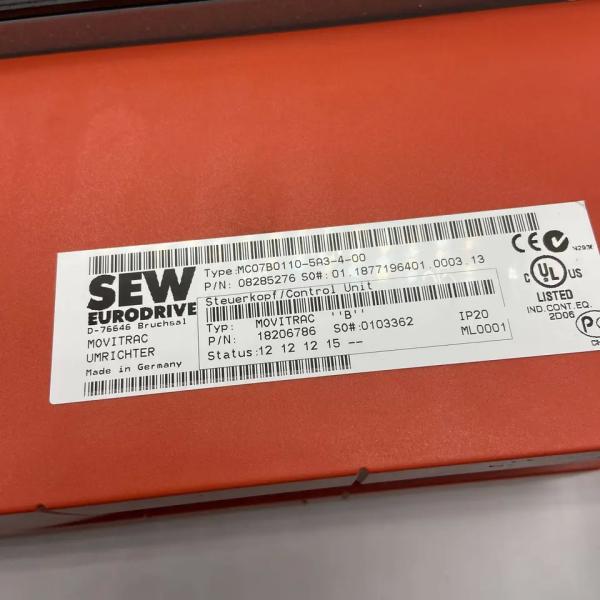 SEW
EURODRIVE
D-76646 Bruchsal
MOVITRAC
UMRICHTER
Made in Germany
Type:MC07B0110-5A3-4-00
P/N: 08285276 SO#: 01.1877196401.0003.13
Steuerkopf/Control Unit
Typ: MOVITRAC ''B'' IP20
P/N: 18206786 SO#:0103362 ML0001
Status:12 12 12 15 --
CE
C UL US
LISTED
IND.CONT.EQ.
2D06